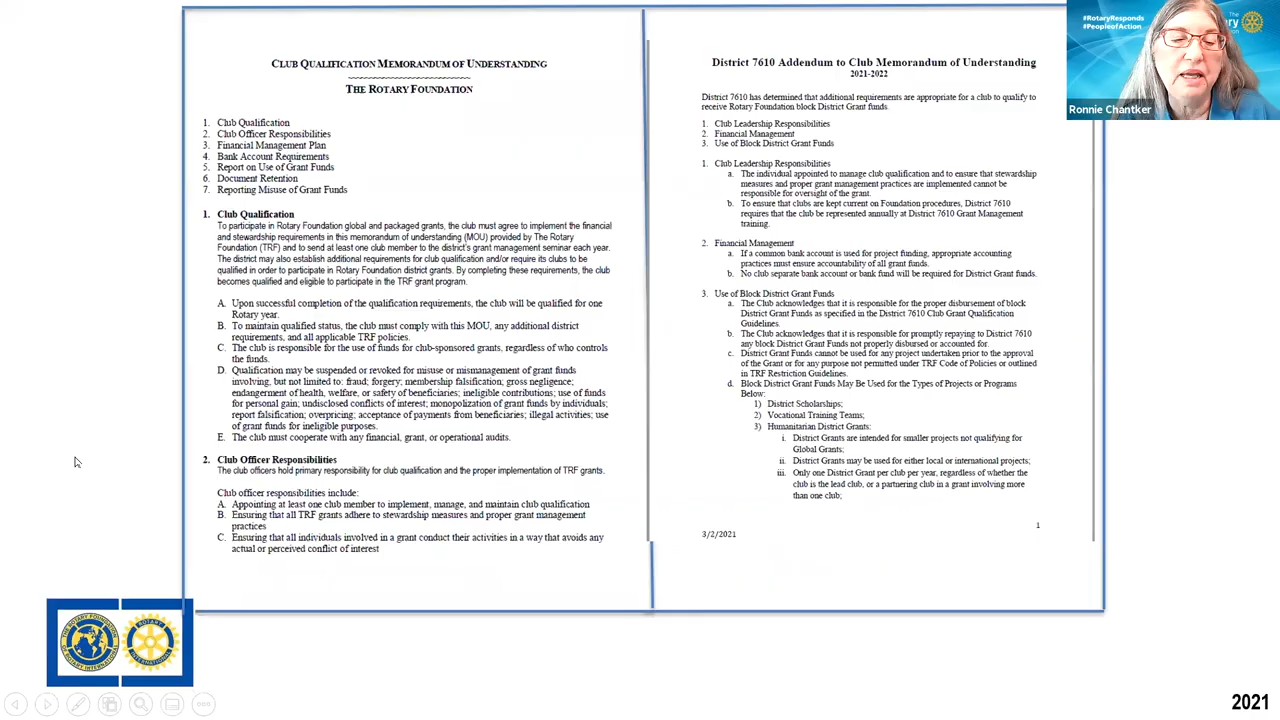 CLUB QUALIFICATION MEMORANDUM OF UNDERSTANDING
THE ROTARY FOUNDATION
1. Club Qualification
2. Club Officer Responsibilities
3. Financial Management Plan
4. Bank Account Requirements
5. Report on Use of Grant Funds
6. Document Retention
7. Reporting Misuse of Grant Funds
1. Club Qualification
To participate in Rotary Foundation global and packaged grants, the club must agree to implement the financial
and stewardship requirements in this memorandum of understanding (MOU) provided by The Rotary
Foundation (TRF) and to send at least one club member to the district's grant management seminar each year.
The district may also establish additional requirements for club qualification and/or require its clubs to be
qualified in order to participate in Rotary Foundation district grants. By completing these requirements, the club
becomes qualified and eligible to participate in the TRF grant program.
A. Upon successful completion of the qualification requirements, the club will be qualified for one
Rotary year.
B. To maintain qualified status, the club must comply with this MOU, any additional district
requirements, and all applicable TRF policies.
C. The club is responsible for the use of funds for club-sponsored grants, regardless of who controls
the funds.
D. Qualification may be suspended or revoked for misuse or mismanagement of grant funds
involving, but not limited to: fraud; forgery; membership falsification; gross negligence;
endangerment of health, welfare, or safety of beneficiaries; ineligible contributions; use of funds
for personal gain; undisclosed conflicts of interest; monopolization of grant funds by individuals;
report falsification; overpricing; acceptance of payments from beneficiaries; illegal activities; use
of grant funds for ineligible purposes.
E. The club must cooperate with any financial, grant, or operational audits.
2. Club Officer Responsibilities
The club officers hold primary responsibility for club qualification and the proper implementation of TRF grants.
Club officer responsibilities include:
A. Appointing at least one club member to implement, manage, and maintain club qualification
B. Ensuring that all TRF grants adhere to stewardship measures and proper grant management
practices
C. Ensuring that all individuals involved in a grant conduct their activities in a way that avoids any
actual or perceived conflict of interest
District 7610 Addendum to Club Memorandum of Understanding
2021-2022
District 7610 has determined that additional requirements are appropriate for a club to qualify to
receive Rotary Foundation block District Grant funds
1. Club Leadership Responsibilities
2. Financial Management
3. Use of Block District Grant Funds
1. Club Leadership Responsibilities
a. The individual appointed to manage club qualification and to ensure that stewardship
measures and proper grant management practices are implemented cannot be
responsible for oversight of the grant.
b. To ensure that clubs are kept current on Foundation procedures, District 7610
requires that the club be represented annually at District 7610 Grant Management
training.
2. Financial Management
a. If a common bank account is used for project funding, appropriate accounting
practices must ensure accountability of all grant funds.
b. No club separate bank account or bank fund will be required for District Grant funds.
3. Use of Block District Grant Funds
a. The Club acknowledges that it is responsible for the proper disbursement of block
District Grant Funds as specified in the District 7610 Club Grant Qualification
Guidelines.
b. The Club acknowledges that it is responsible for promptly repaying to District 7610
any block District Grant Funds not properly disbursed or accounted for.
c. District Grant Funds cannot be used for any project undertaken prior to the approval
of the Grant or for any purpose not permitted under TRF Code of Policies or outlined
in TRF Restriction Guidelines.
d. Block District Grant Funds May Be Used for the Types of Projects or Programs
Below:
1) District Scholarships;
2) Vocational Training Teams;
3) Humanitarian District Grants:
i. District Grants are intended for smaller projects not qualifying for
Global Grants;
ii. District Grants may be used for either local or international projects;
iii. Only one District Grant per club per year, regardless of whether the
club is the lead club, or a partnering club in a grant involving more
than one club;
1
3/2/2021
#RotaryResponds
#PeopleofAction
The
Ronnie Chantker
THE ROTARY FOUNDATION
OF ROTARY INTERNATIONAL
ROTARY
INTERNATIONAL
2021